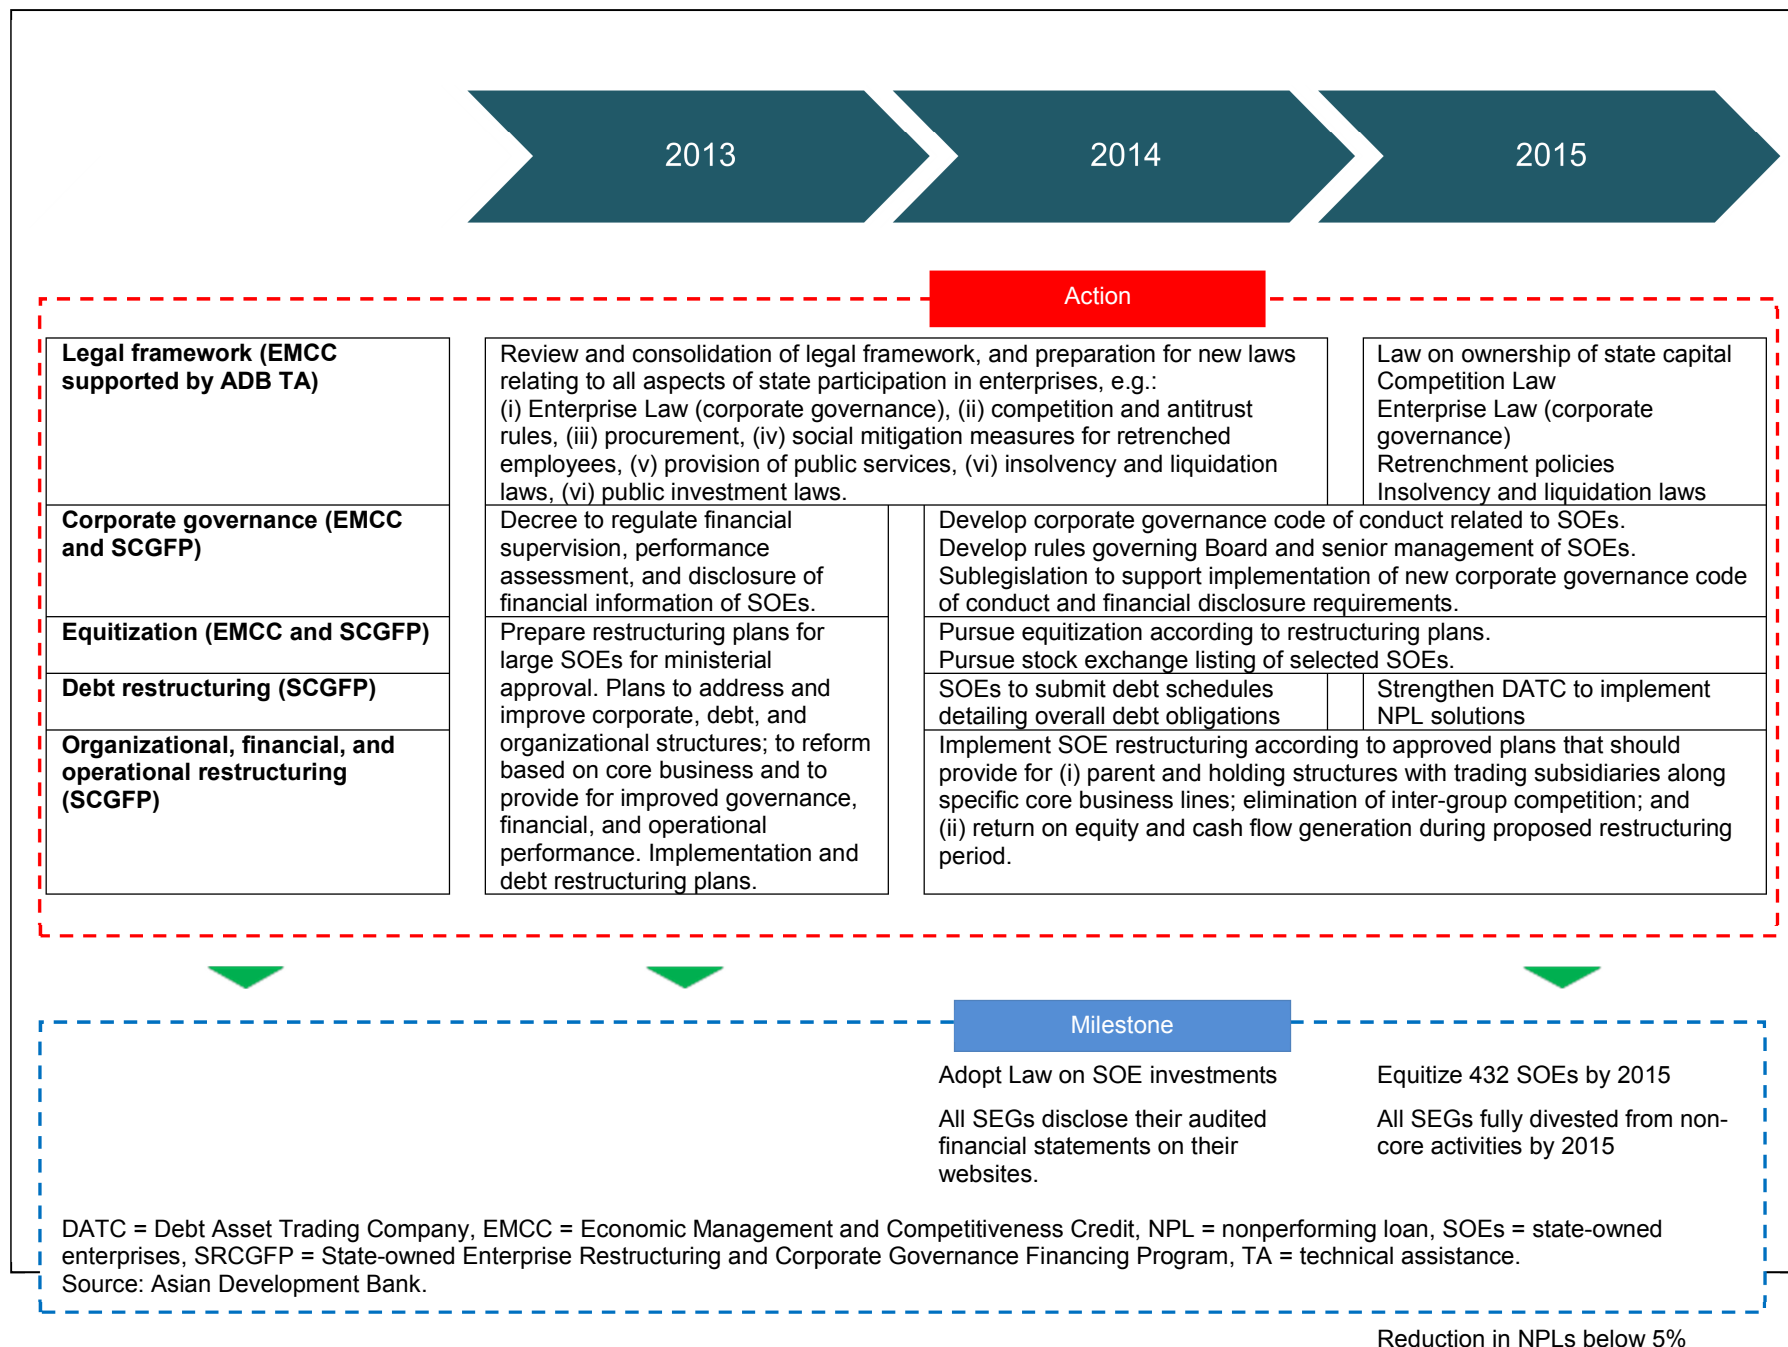 2013
2014
2015
Action
Legal framework (EMCC
supported by ADB TA)
Review and consolidation of legal framework, and preparation for new laws
relating to all aspects of state participation in enterprises, e.g.:
(i) Enterprise Law (corporate governance), (ii) competition and antitrust
rules, (iii) procurement, (iv) social mitigation measures for retrenched
employees, (v) provision of public services, (vi) insolvency and liquidation
laws, (vi) public investment laws.
Law on ownership of state capital
Competition Law
Enterprise Law (corporate
governance)
Retrenchment policies
Insolvency and liquidation laws
Corporate governance (EMCC
and SCGFP)
Decree to regulate financial
supervision, performance
assessment, and disclosure of
financial information of SOEs.
Develop corporate governance code of conduct related to SOEs.
Develop rules governing Board and senior management of SOEs.
Sublegislation to support implementation of new corporate governance code
of conduct and financial disclosure requirements.
Equitization (EMCC and SCGFP)
Prepare restructuring plans for
large SOEs for ministerial
approval. Plans to address and
improve corporate, debt, and
organizational structures; to reform
based on core business and to
provide for improved governance,
financial, and operational
performance. Implementation and
debt restructuring plans.
Pursue equitization according to restructuring plans.
Pursue stock exchange listing of selected SOEs.
Debt restructuring (SCGFP)
SOEs to submit debt schedules
detailing overall debt obligations
Strengthen DATC to implement
NPL solutions
Organizational, financial, and
operational restructuring
(SCGFP)
Implement SOE restructuring according to approved plans that should
provide for (i) parent and holding structures with trading subsidiaries along
specific core business lines; elimination of inter-group competition; and
(ii) return on equity and cash flow generation during proposed restructuring
period.
Milestone
Adopt Law on SOE investments
All SEGs disclose their audited
financial statements on their
websites.
Equitize 432 SOEs by 2015
All SEGs fully divested from non-
core activities by 2015
DATC = Debt Asset Trading Company, EMCC = Economic Management and Competitiveness Credit, NPL = nonperforming loan, SOEs = state-owned
enterprises, SRCGFP = State-owned Enterprise Restructuring and Corporate Governance Financing Program, TA = technical assistance.
Source: Asian Development Bank.
Reduction in NPLs below 5%